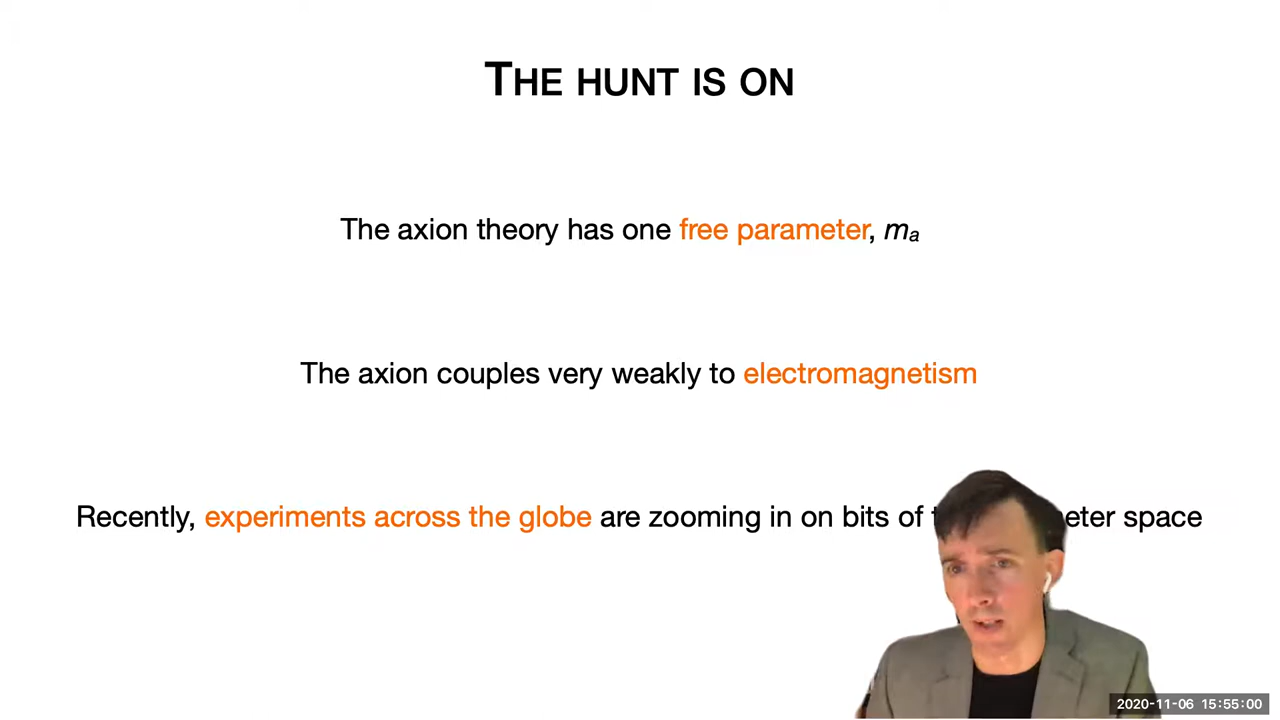 THE HUNT IS ON
The axion theory has one free parameter, mₐ
The axion couples very weakly to electromagnetism
Recently, experiments across the globe are zooming in on bits of space
2020-11-06 15:55:00